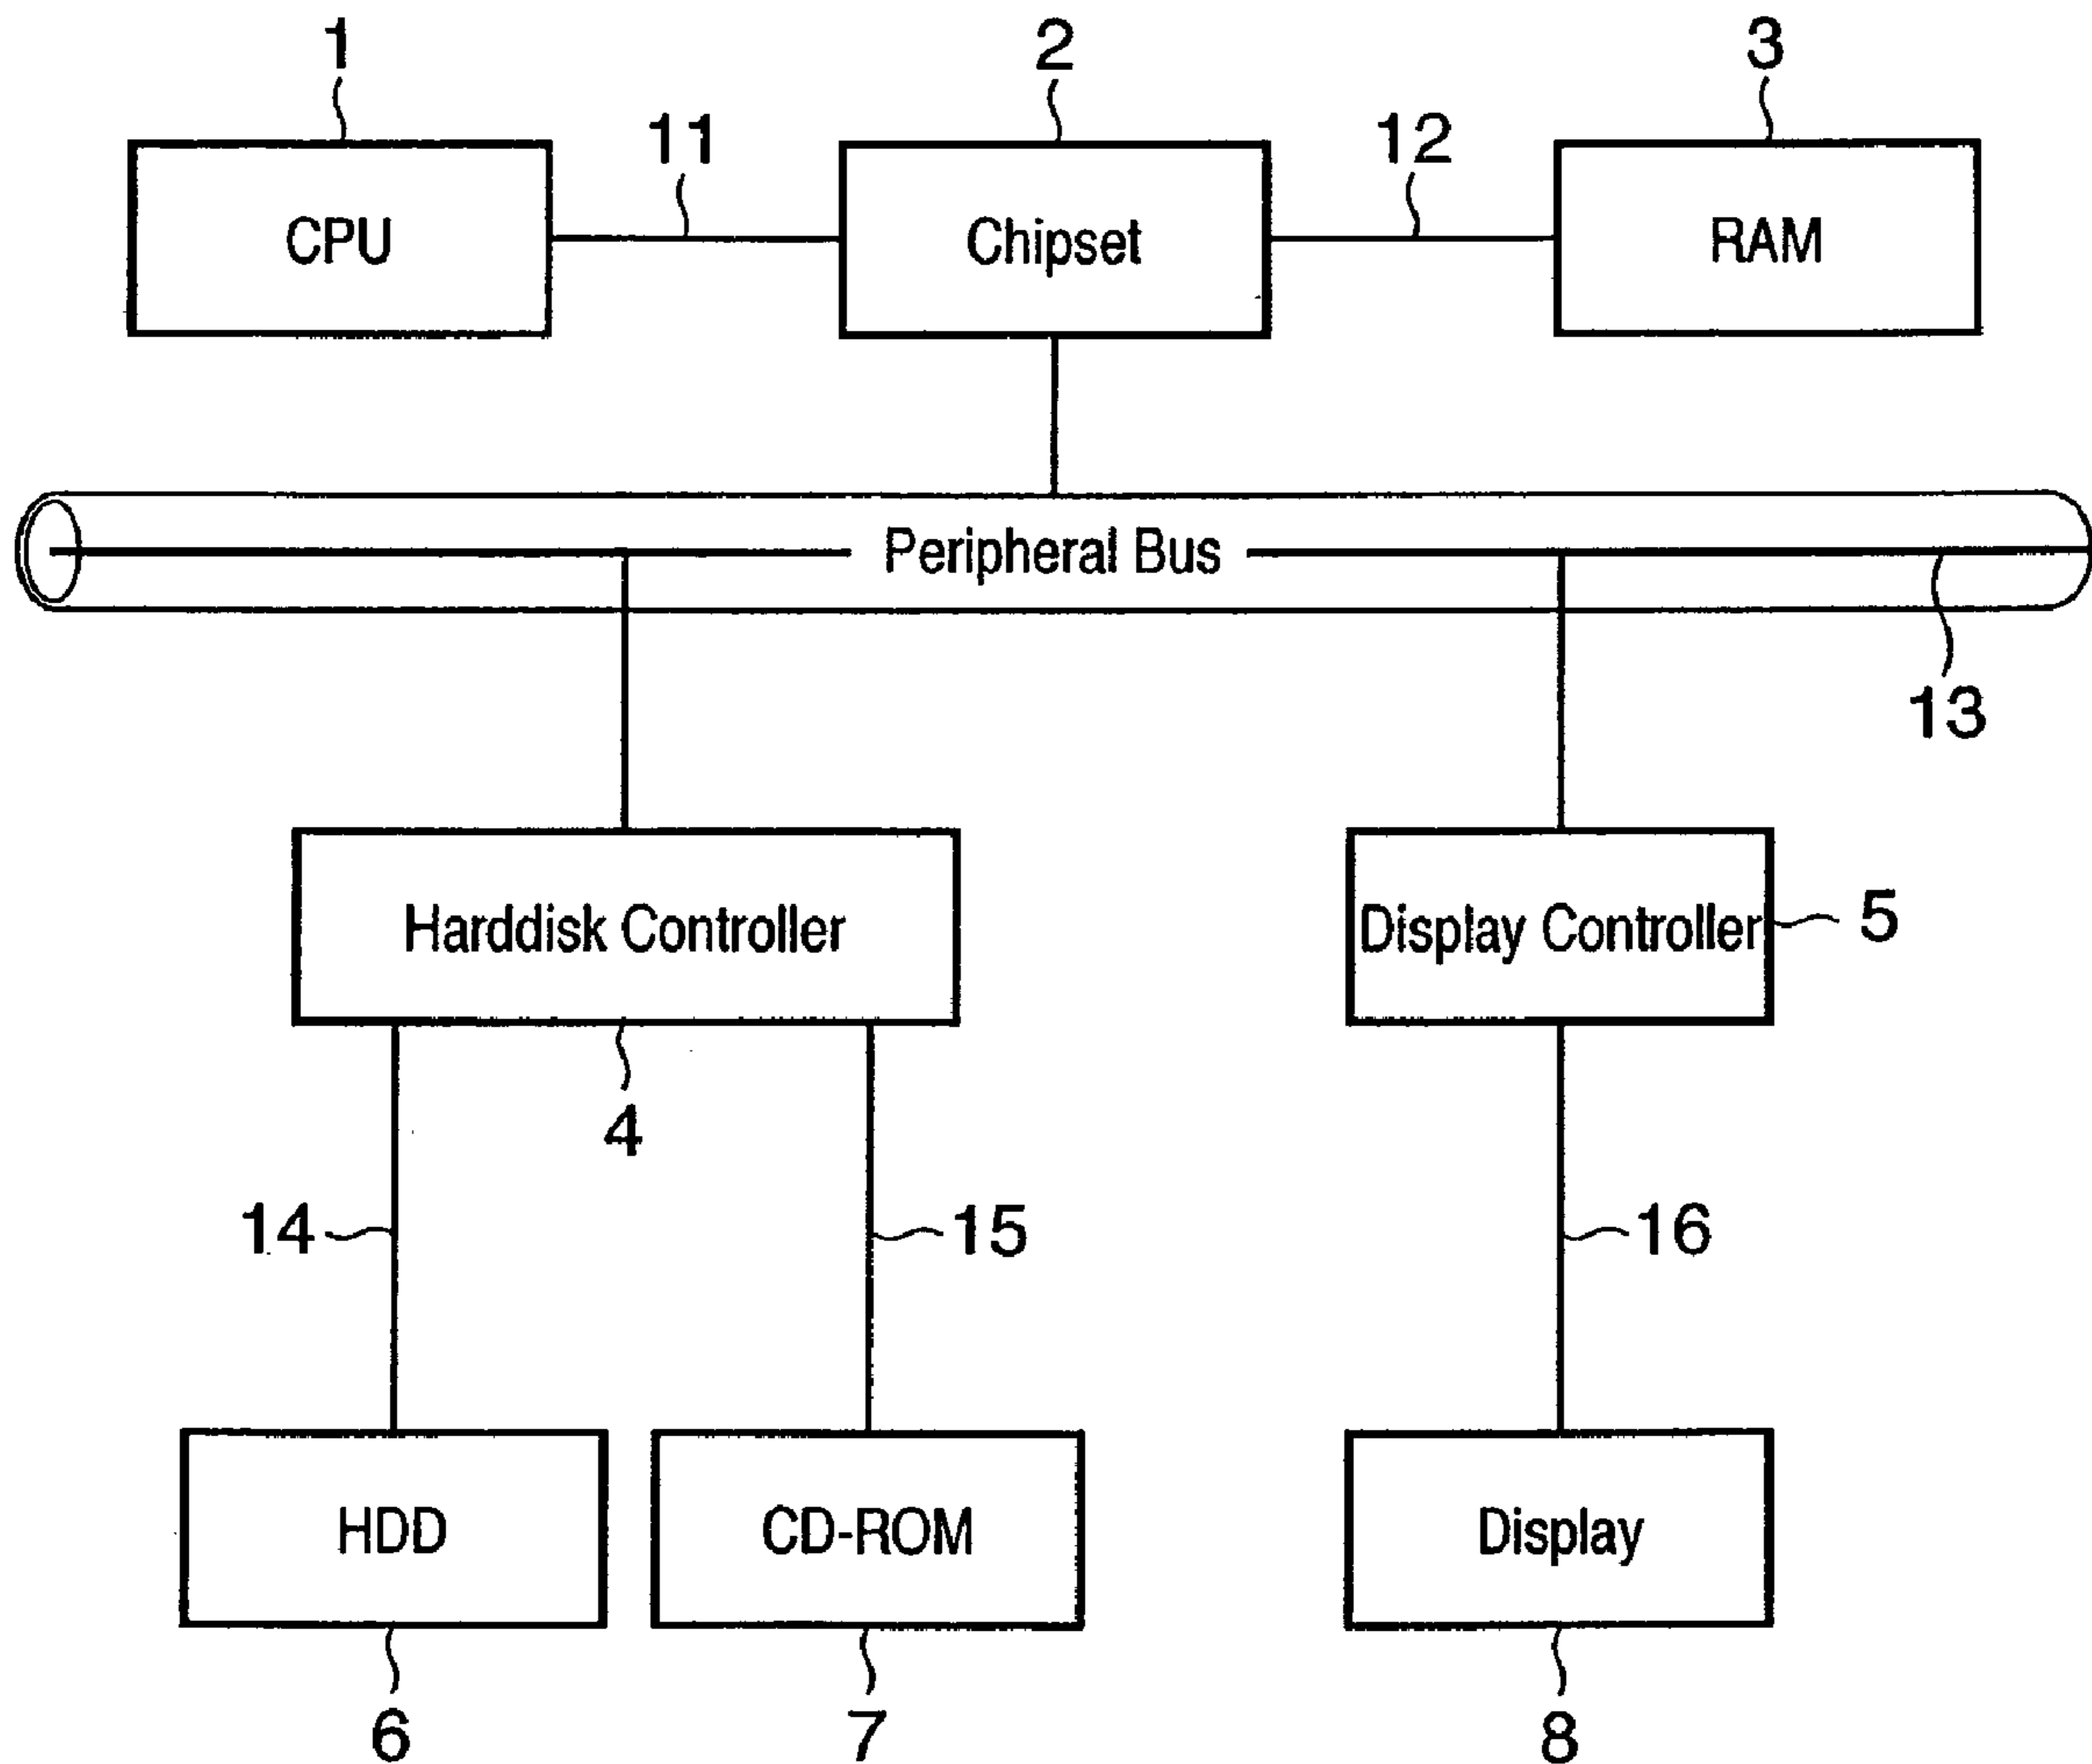 1
2
3
11
12
CPU
Chipset
RAM
Peripheral Bus
13
Harddisk Controller
Display Controller
5
4
14
15
16
HDD
CD-ROM
Display
6
7
8